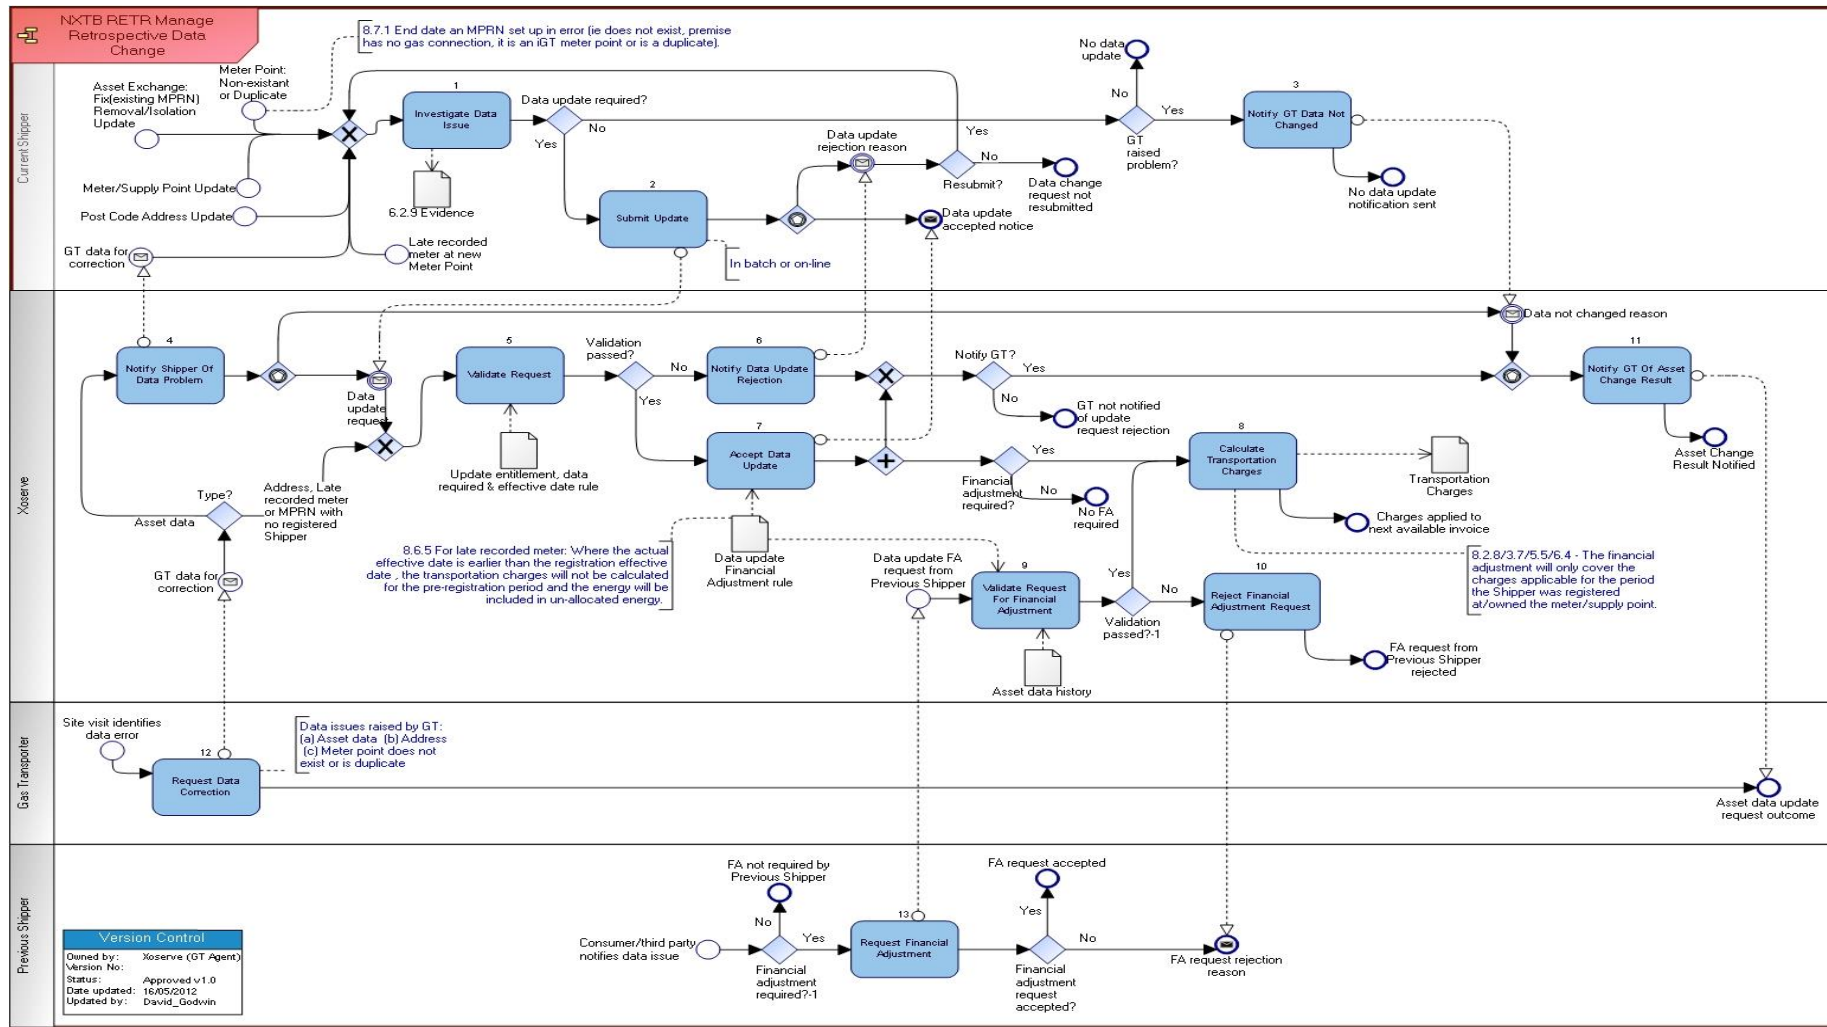 NXTB RETR Manage
Retrospective Data
Change
8.7.1 End date an MPRN set up in error (ie does not exist, premise
has no gas connection, it is an iGT meter point or is a duplicate).
Current Shipper
Asset Exchange:
Fix(existing MPRN)
Removal/Isolation
Update
Meter Point:
Non-existant
or Duplicate
Meter/Supply Point Update
Post Code Address Update
GT data for
correction
Late recorded
meter at new
Meter Point
1
Investigate Data
Issue
6.2.9 Evidence
Data update required?
No
Yes
2
Submit Update
In batch or on-line
Data update
rejection reason
Yes
No
Resubmit?
Data change
request not
resubmitted
Data update
accepted notice
No data
update
No
Yes
GT
raised
problem?
3
Notify GT Data Not
Changed
No data update
notification sent
Xoserve
4
Notify Shipper Of
Data Problem
Data
update
request
5
Validate Request
Update entitlement, data
required & effective date rule
Validation
passed?
No
Yes
6
Notify Data Update
Rejection
7
Accept Data
Update
Notify GT?
Yes
No
GT not notified
of update
request rejection
Data not changed reason
11
Notify GT Of Asset
Change Result
Asset Change
Result Notified
Type?
Asset data
Address, Late
recorded meter
or MPRN with
no registered
Shipper
GT data for
correction
8.6.5 For late recorded meter: Where the actual
effective date is earlier than the registration effective
date , the transportation charges will not be calculated
for the pre-registration period and the energy will be
included in un-allocated energy.
Data update
Financial
Adjustment rule
Financial
adjustment
required?
Yes
No
No FA
required
8
Calculate
Transportation
Charges
Transportation
Charges
Charges applied to
next available invoice
8.2.8/3.7/5.5/6.4 - The financial
adjustment will only cover the
charges applicable for the period
the Shipper was registered
at/owned the meter/supply point.
Data update FA
request from
Previous Shipper
9
Validate Request
For Financial
Adjustment
Asset data history
Yes
No
Validation
passed?-1
10
Reject Financial
Adjustment Request
FA request from
Previous Shipper
rejected
Gas Transporter
Site visit identifies
data error
12
Request Data
Correction
Data issues raised by GT:
(a) Asset data (b) Address
(c) Meter point does not
exist or is duplicate
Asset data update
request outcome
Previous Shipper
Consumer/third party
notifies data issue
FA not required by
Previous Shipper
No
Yes
Financial
adjustment
required?-1
13
Request Financial
Adjustment
FA request accepted
Yes
No
Financial
adjustment
request
accepted?
FA request rejection
reason
Version Control
Owned by: Xoserve (GT Agent)
Version No:
Status: Approved v1.0
Date updated: 16/05/2012
Updated by: David_Godwin